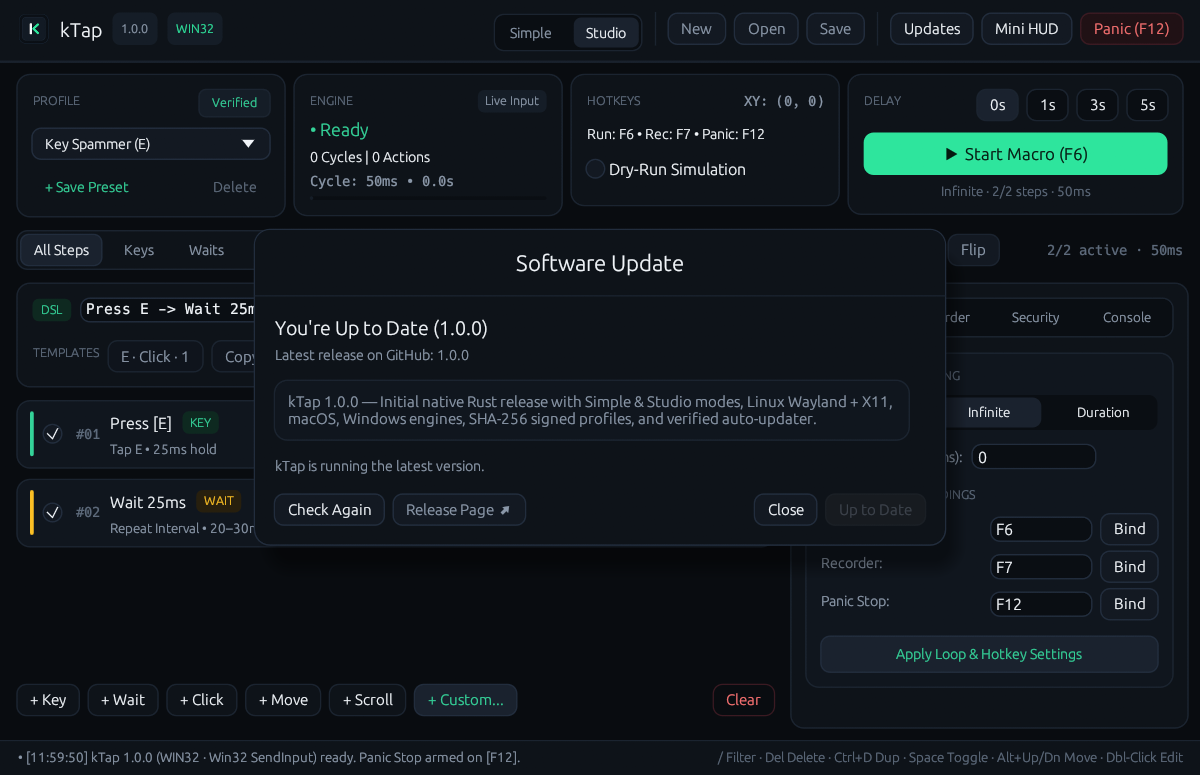 K kTap 1.0.0 WIN32 Simple Studio New Open Save Updates Mini HUD Panic (F12)
PROFILE Verified
Key Spammer (E)
+ Save Preset Delete
ENGINE Live Input
• Ready
0 Cycles | 0 Actions
Cycle: 50ms • 0.0s
HOTKEYS XY: (0, 0)
Run: F6 • Rec: F7 • Panic: F12
Dry-Run Simulation
DELAY 0s 1s 3s 5s
▶ Start Macro (F6)
Infinite · 2/2 steps · 50ms
All Steps Keys Waits Flip 2/2 active · 50ms
DSL Press E -> Wait 25m
TEMPLATES E · Click · 1 Copy
#01 Press [E] KEY
Tap E • 25ms hold
#02 Wait 25ms WAIT
Repeat Interval • 20–30m
Software Update
You're Up to Date (1.0.0)
Latest release on GitHub: 1.0.0
kTap 1.0.0 — Initial native Rust release with Simple & Studio modes, Linux Wayland + X11,
macOS, Windows engines, SHA-256 signed profiles, and verified auto-updater.
kTap is running the latest version.
Check Again Release Page ⬈ Close Up to Date
rder Security Console
NG
Infinite Duration
ns): 0
DINGS
F6 Bind
Recorder: F7 Bind
Panic Stop: F12 Bind
Apply Loop & Hotkey Settings
+ Key + Wait + Click + Move + Scroll + Custom... Clear
• [11:59:50] kTap 1.0.0 (WIN32 · Win32 SendInput) ready. Panic Stop armed on [F12]. / Filter · Del Delete · Ctrl+D Dup · Space Toggle · Alt+Up/Dn Move · Dbl-Click Edit